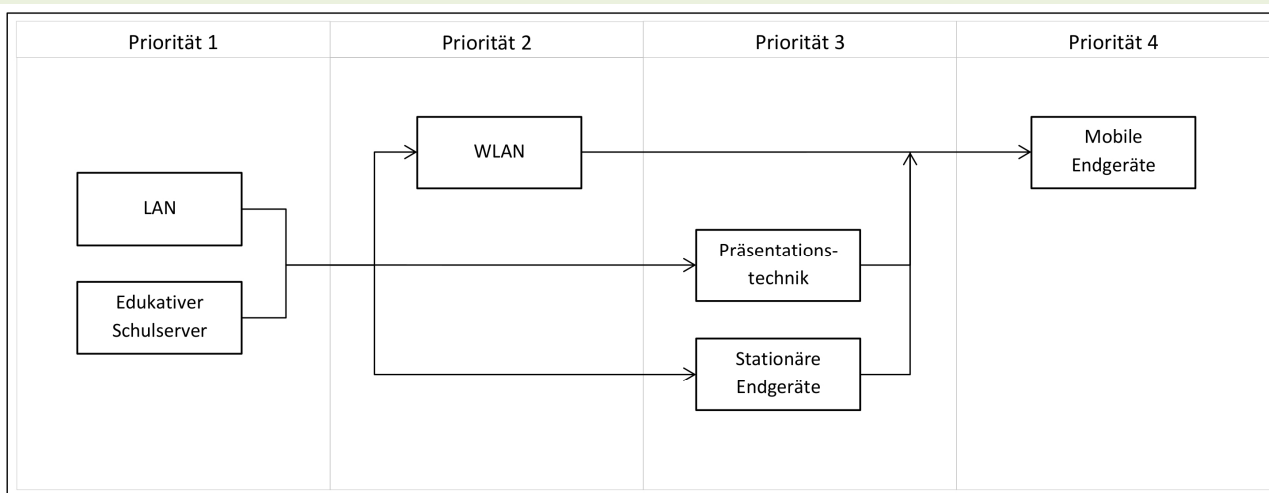 Priorität 1
Priorität 2
Priorität 3
Priorität 4
LAN
Edukativer
Schulserver
WLAN
Präsentations-
technik
Stationäre
Endgeräte
Mobile
Endgeräte